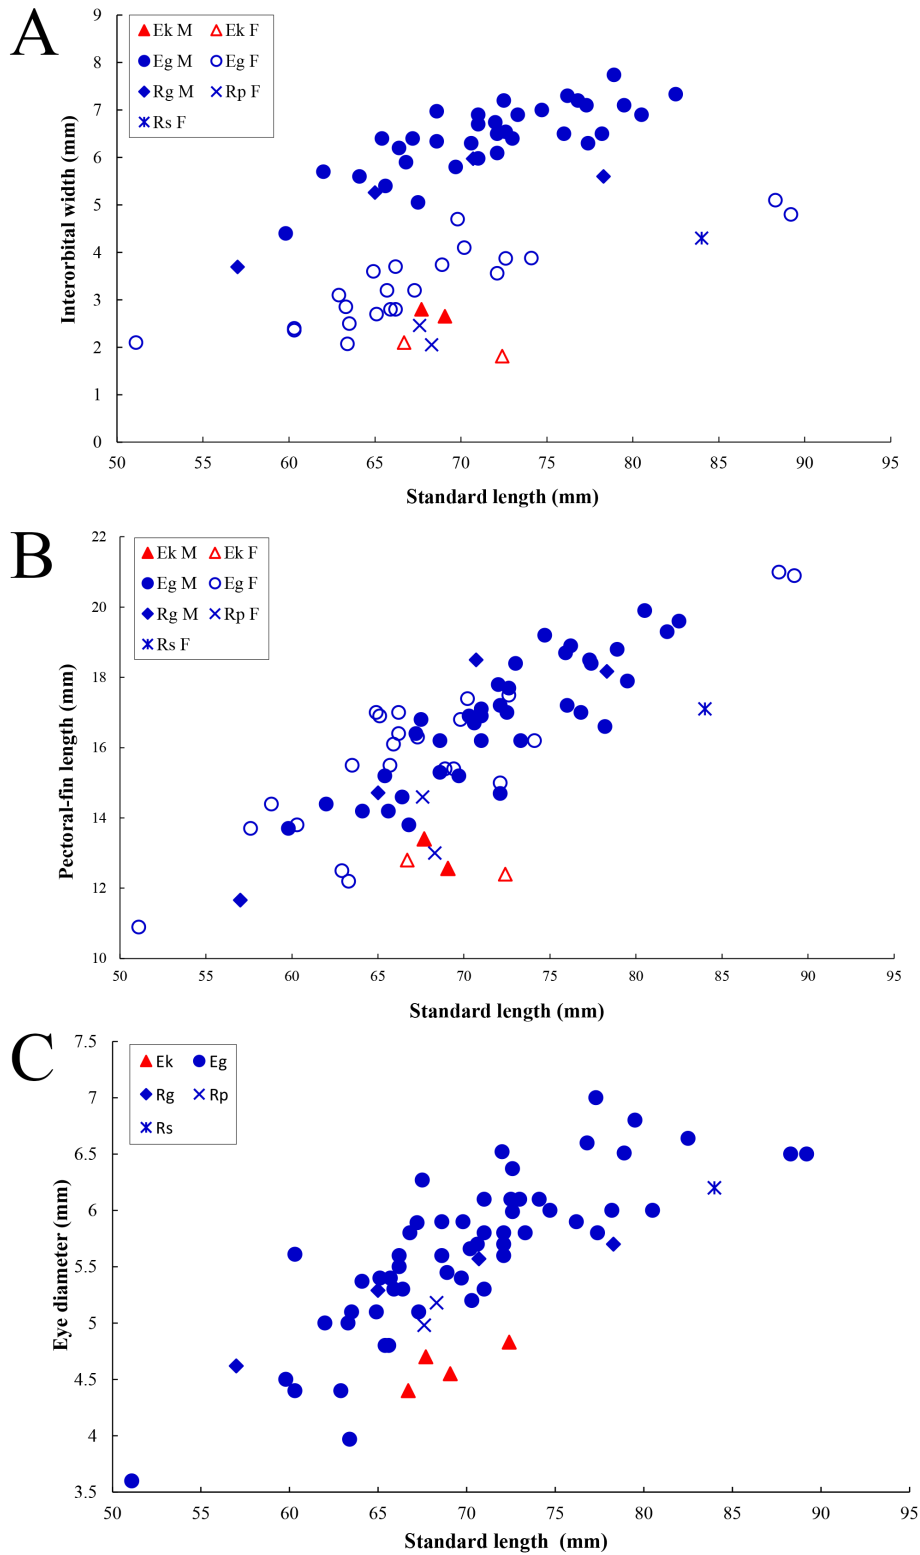 A
Ek M Ek F
Eg M Eg F
Rg M Rp F
Rs F
Interorbital width (mm)
9
8
7
6
5
4
3
2
1
0
50 55 60 65 70 75 80 85 90 95
Standard length (mm)
B
Ek M Ek F
Eg M Eg F
Rg M Rp F
Rs F
Pectoral-fin length (mm)
22
20
18
16
14
12
10
50 55 60 65 70 75 80 85 90 95
Standard length (mm)
C
Ek Eg
Rg Rp
Rs
Eye diameter (mm)
7.5
7
6.5
6
5.5
5
4.5
4
3.5
50 55 60 65 70 75 80 85 90 95
Standard length (mm)